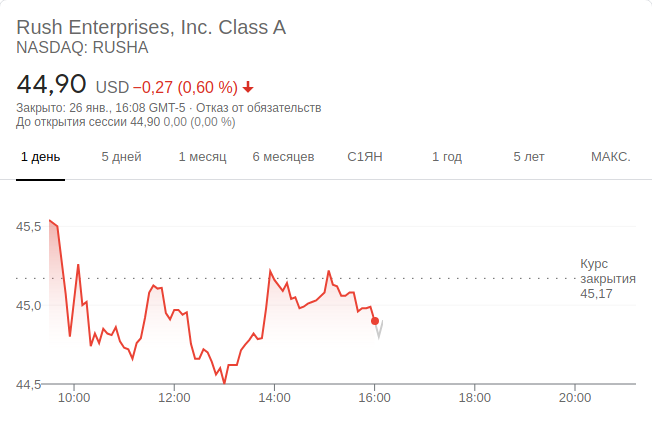 Rush Enterprises, Inc. Class A
NASDAQ: RUSHA
44,90 USD −0,27 (0,60 %)
Закрыто: 26 янв., 16:08 GMT-5 · Отказ от обязательств
До открытия сессии 44,90 0,00 (0,00 %)
1 день 5 дней 1 месяц 6 месяцев С1ЯН 1 год 5 лет МАКС.
45,5
Курс
закрытия
45,17
45,0
44,5
10:00 12:00 14:00 16:00 18:00 20:00